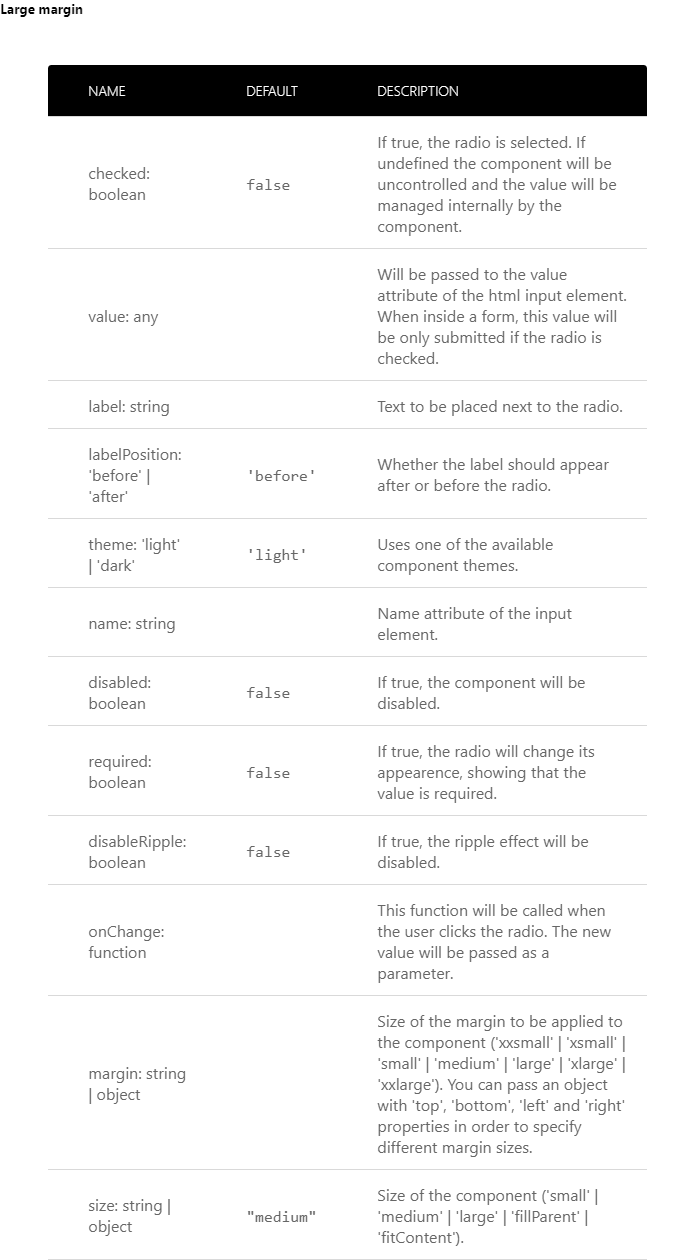 Large margin
NAME DEFAULT DESCRIPTION
checked: boolean false If true, the radio is selected. If
undefined the component will be
uncontrolled and the value will be
managed internally by the
component.
value: any Will be passed to the value
attribute of the html input element.
When inside a form, this value will
be only submitted if the radio is
checked.
label: string Text to be placed next to the radio.
labelPosition:
'before' |
'after'
'before'
Whether the label should appear
after or before the radio.
theme: 'light'
| 'dark'
'light'
Uses one of the available
component themes.
name: string
Name attribute of the input
element.
disabled:
boolean
false
If true, the component will be
disabled.
required:
boolean
false
If true, the radio will change its
appearence, showing that the
value is required.
disableRipple:
boolean
false
If true, the ripple effect will be
disabled.
onChange:
function
This function will be called when
the user clicks the radio. The new
value will be passed as a
parameter.
margin: string
| object
Size of the margin to be applied to
the component ('xxsmall' | 'xsmall' |
'small' | 'medium' | 'large' | 'xlarge' |
'xxlarge'). You can pass an object
with 'top', 'bottom', 'left' and 'right'
properties in order to specify
different margin sizes.
size: string |
object
"medium"
Size of the component ('small' |
'medium' | 'large' | 'fillParent' |
'fitContent').